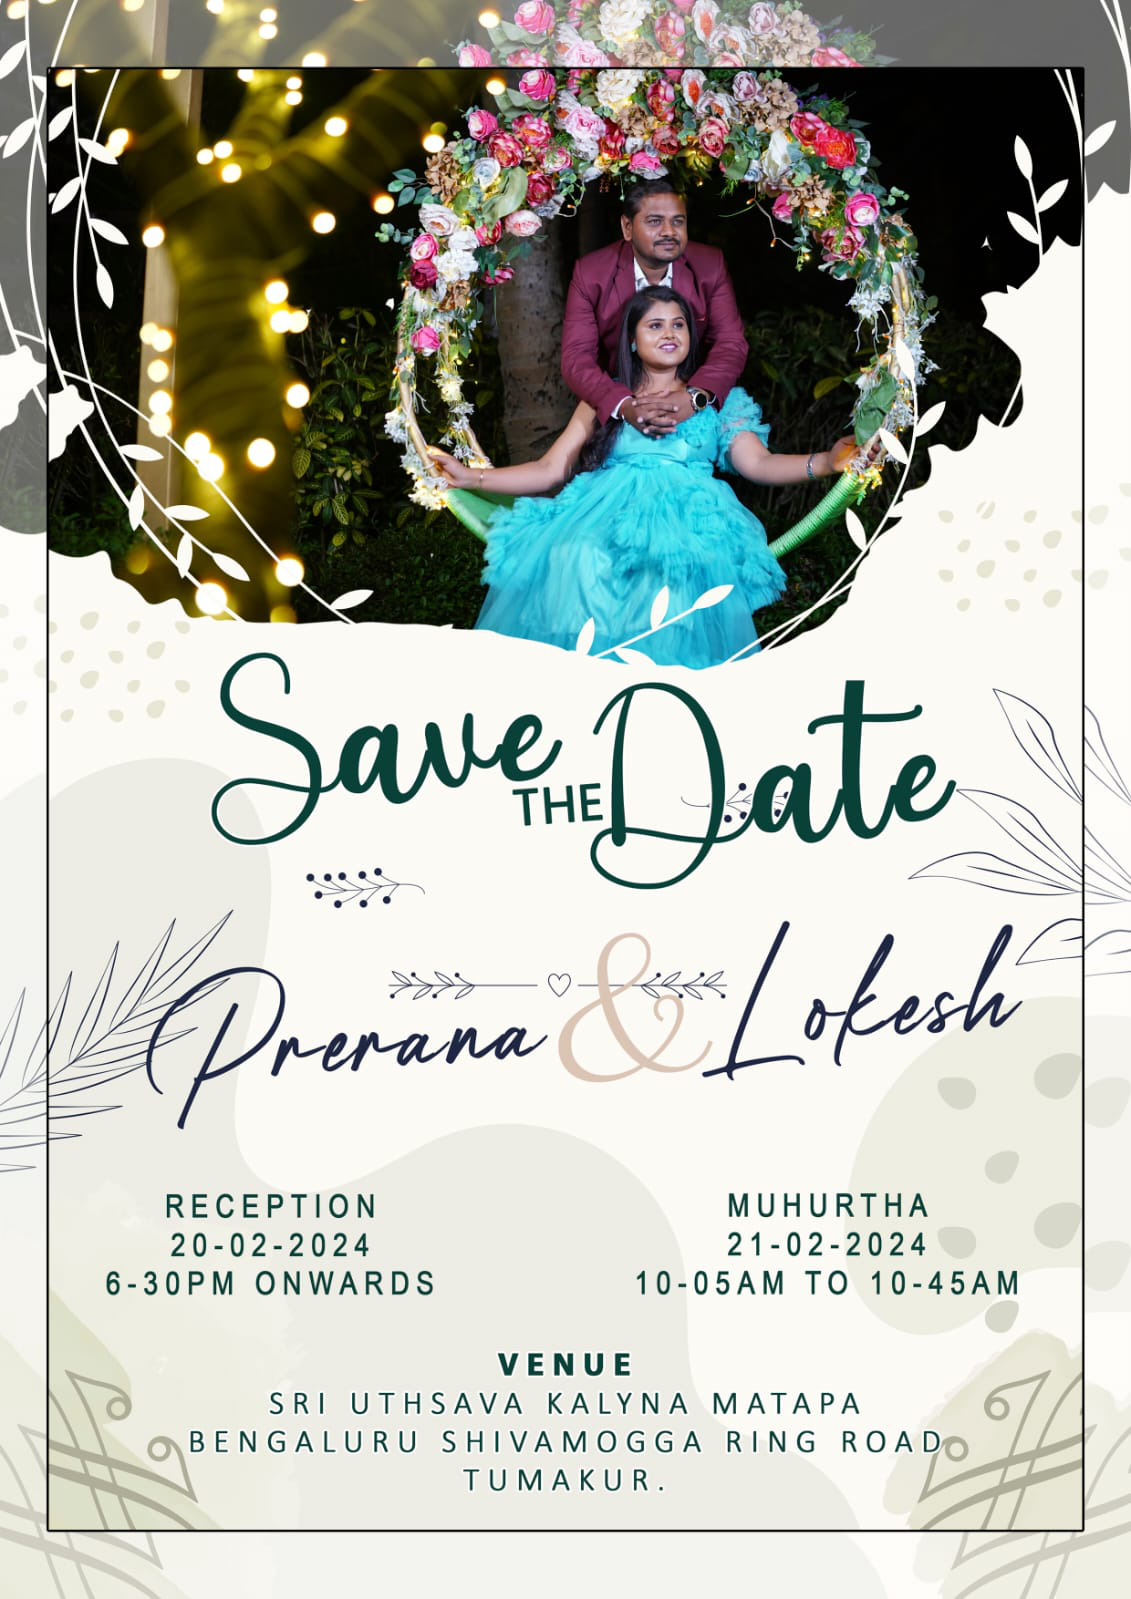 Save
THE
Date
Prerana & Lokesh
RECEPTION
20-02-2024
6-30PM ONWARDS
MUHURTHA
21-02-2024
10-05AM TO 10-45AM
VENUE
SRI UTHSAVA KALYNA MATAPA
BENGALURU SHIVAMOGGA RING ROAD
TUMAKUR.